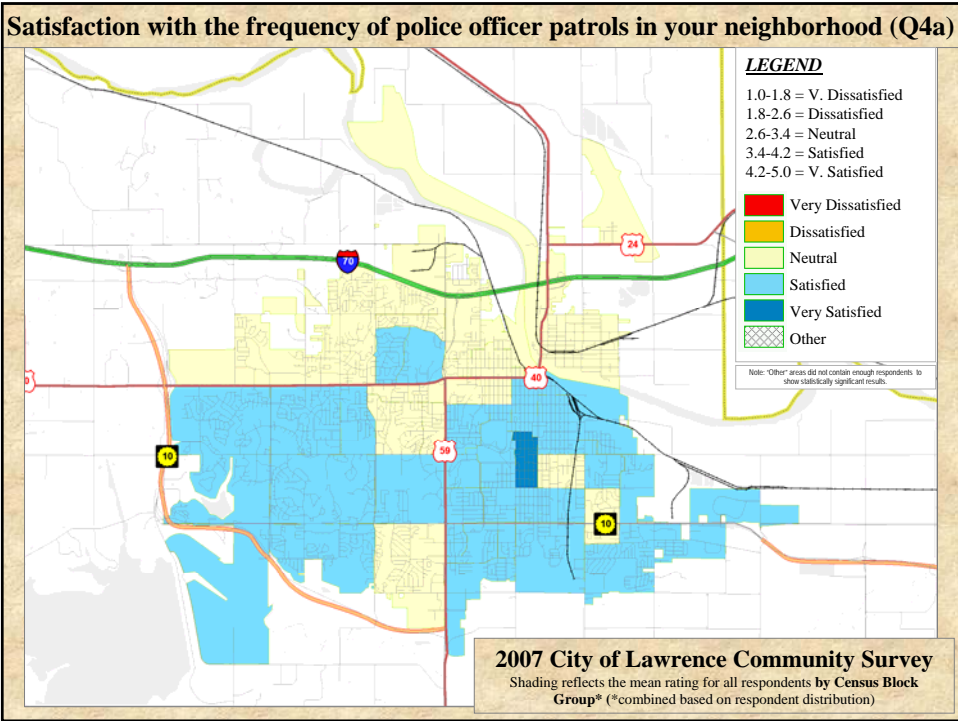 Satisfaction with the frequency of police officer patrols in your neighborhood (Q4a)
LEGEND
1.0-1.8 = V. Dissatisfied
1.8-2.6 = Dissatisfied
2.6-3.4 = Neutral
3.4-4.2 = Satisfied
4.2-5.0 = V. Satisfied
Very Dissatisfied
Dissatisfied
Neutral
Satisfied
Very Satisfied
Other
Note: "Other" areas did not contain enough respondents to
show statistically significant results.
24
70
40
0
59
10
10
2007 City of Lawrence Community Survey
Shading reflects the mean rating for all respondents by Census Block
Group* (*combined based on respondent distribution)